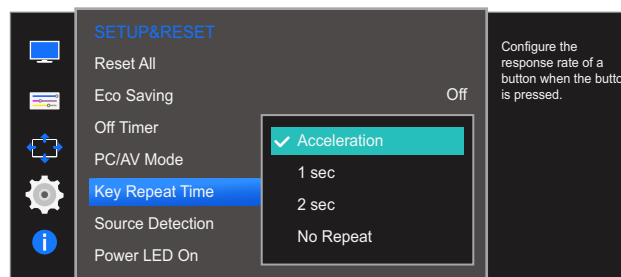 SETUP&RESET
Reset All
Eco Saving Off
Off Timer
PC/AV Mode
Key Repeat Time
Source Detection
Power LED On
Acceleration
1 sec
2 sec
No Repeat
Configure the
response rate of a
button when the
is pressed.